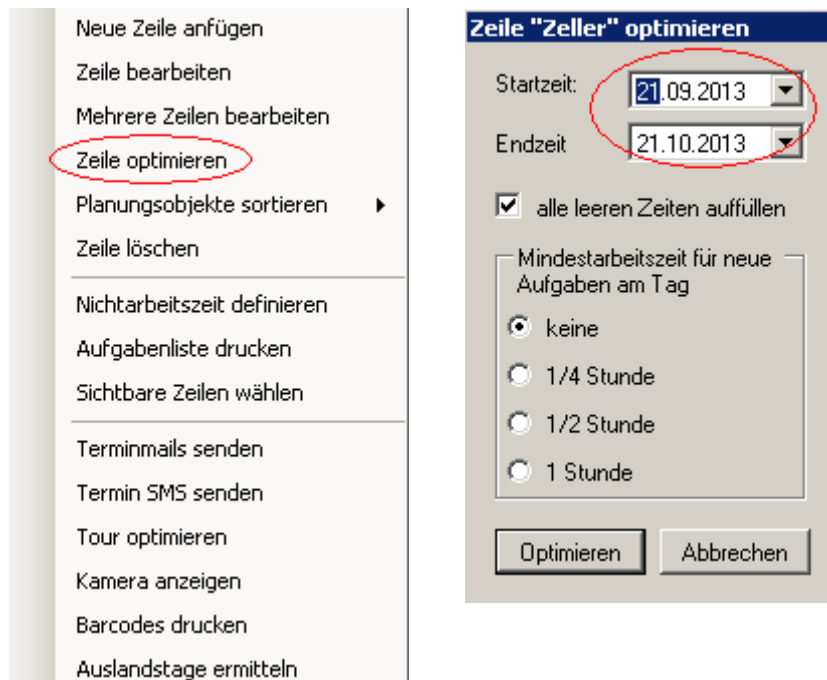 Neue Zeile anfügen
Zeile bearbeiten
Mehrere Zeilen bearbeiten
Zeile optimieren
Planungsobjekte sortieren
Zeile löschen
Nichtarbeitszeit definieren
Aufgabenliste drucken
Sichtbare Zeilen wählen
Terminmails senden
Termin SMS senden
Tour optimieren
Kamera anzeigen
Barcodes drucken
Auslandstage ermitteln
Zeile "Zeller" optimieren
Startzeit: 21.09.2013
Endzeit 21.10.2013
alle leeren Zeiten auffüllen
Mindestarbeitszeit für neue
Aufgaben am Tag
keine
1/4 Stunde
1/2 Stunde
1 Stunde
Optimieren Abbrechen